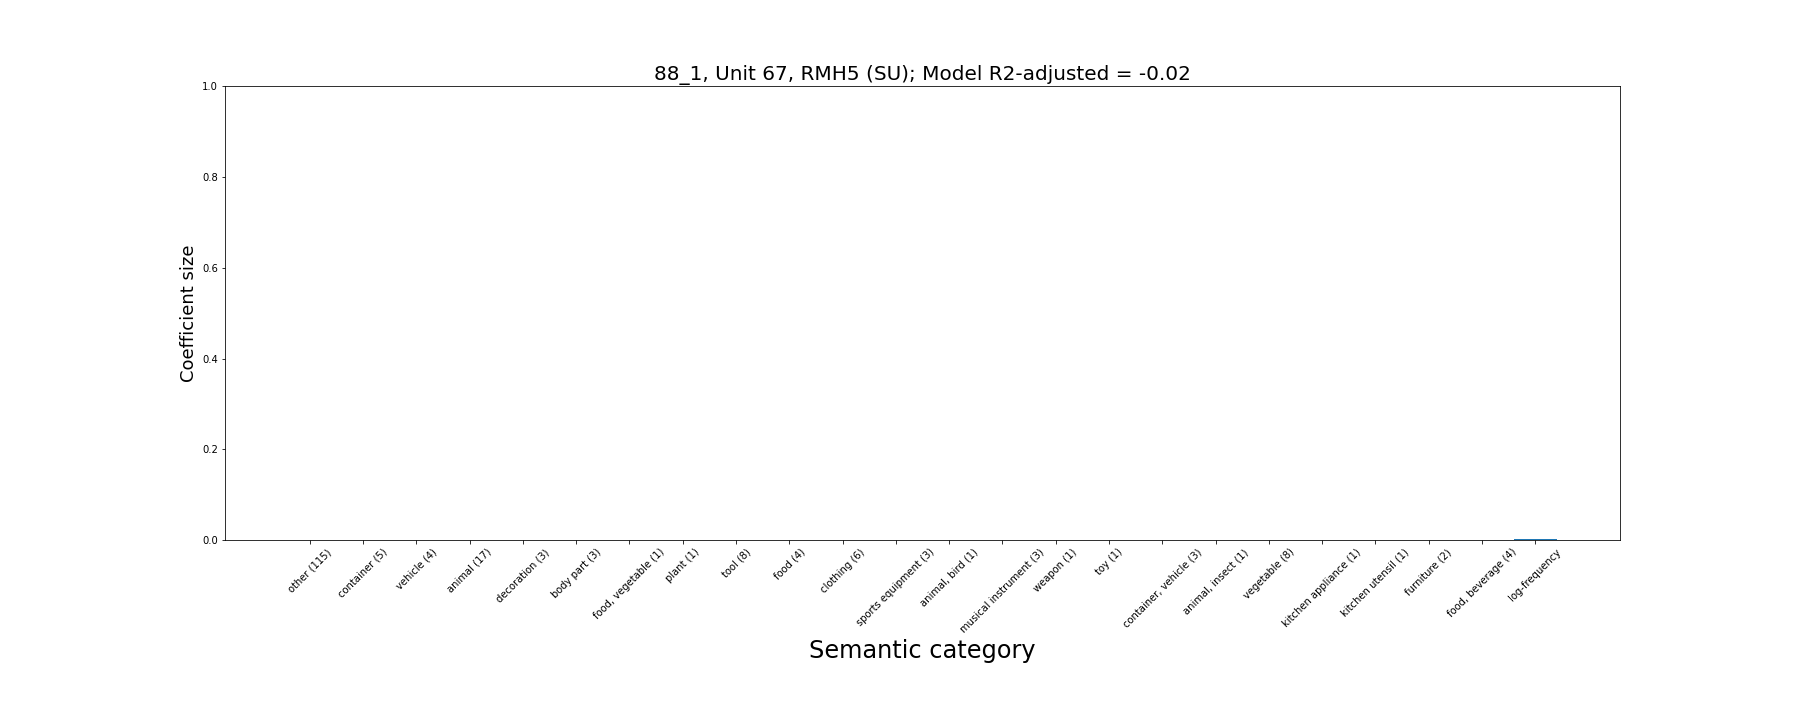 88_1, Unit 67, RMH5 (SU); Model R2-adjusted = -0.02
Coefficient size
1.0
0.8
0.6
0.4
0.2
0.0
other (115)
container (5)
vehicle (4)
animal (17)
decoration (3)
body part (3)
food, vegetable (1)
plant (1)
tool (8)
food (4)
clothing (6)
sports equipment (3)
animal, bird (1)
musical instrument (3)
weapon (1)
toy (1)
container, vehicle (3)
animal, insect (1)
vegetable (8)
kitchen appliance (1)
kitchen utensil (1)
furniture (2)
food, beverage (4)
log-frequency
Semantic category